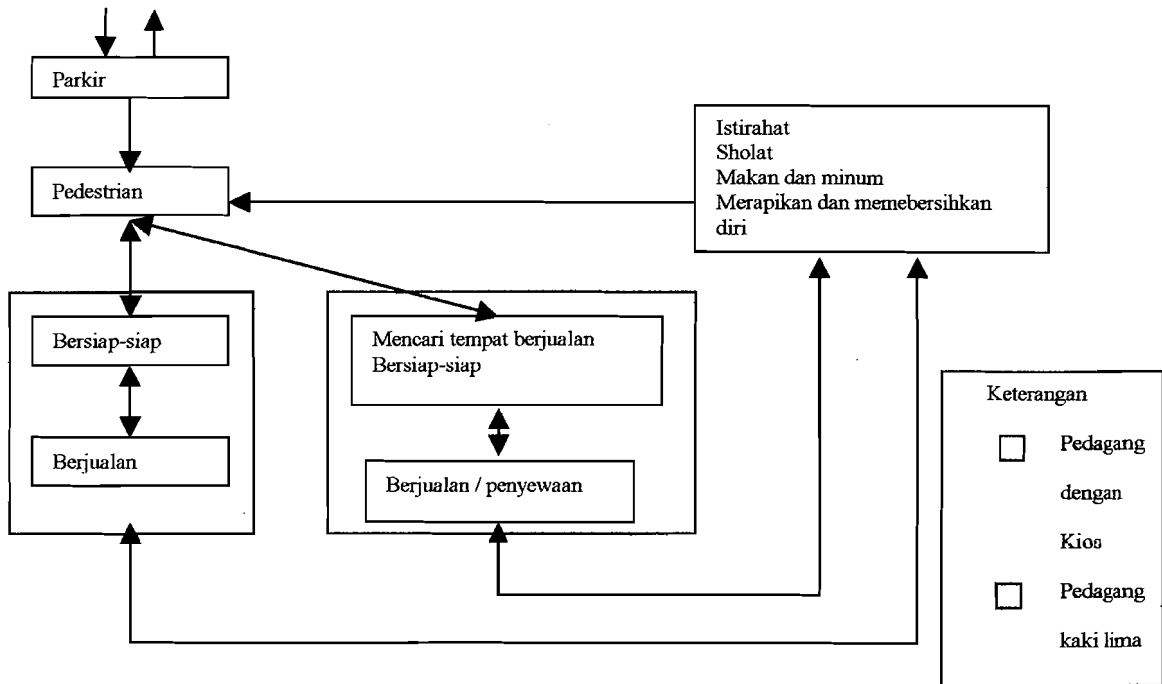 Parkir
Pedestrian
Istirahat
Sholat
Makan dan minum
Merapikan dan memebersihkan
diri
Bersiap-siap
Berjualan
Mencari tempat berjualan
Bersiap-siap
Berjualan / penyewaan
Keterangan
Pedagang
dengan
Kios
Pedagang
kaki lima